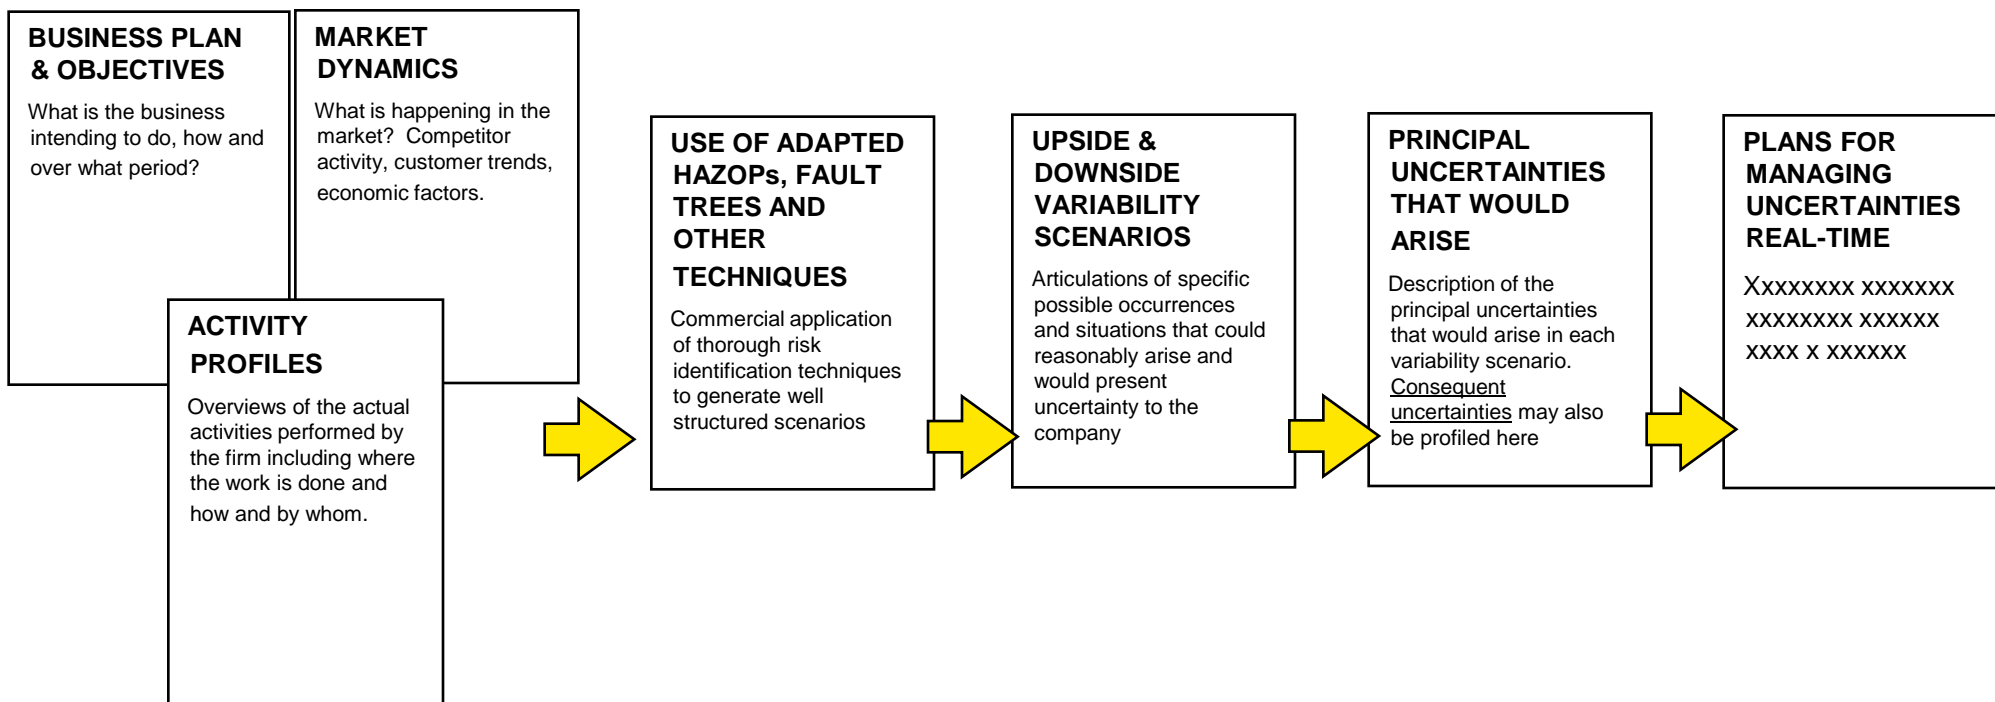 BUSINESS PLAN
& OBJECTIVES
What is the business
intending to do, how and
over what period?
MARKET
DYNAMICS
What is happening in the
market?  Competitor
activity, customer trends,
economic factors.
ACTIVITY
PROFILES
Overviews of the actual
activities performed by
the firm including where
the work is done and
how and by whom.
USE OF ADAPTED
HAZOPs, FAULT
TREES AND
OTHER
TECHNIQUES
Commercial application
of thorough risk
identification techniques
to generate well
structured scenarios
UPSIDE &
DOWNSIDE
VARIABILITY
SCENARIOS
Articulations of specific
possible occurrences
and situations that could
reasonably arise and
would present
uncertainty to the
company
PRINCIPAL
UNCERTAINTIES
THAT WOULD
ARISE
Description of the
principal uncertainties
that would arise in each
variability scenario.
Consequent
uncertainties may also
be profiled here
PLANS FOR
MANAGING
UNCERTAINTIES
REAL-TIME
Xxxxxxxx xxxxxxx
xxxxxxxx xxxxxx
xxxx x xxxxxx